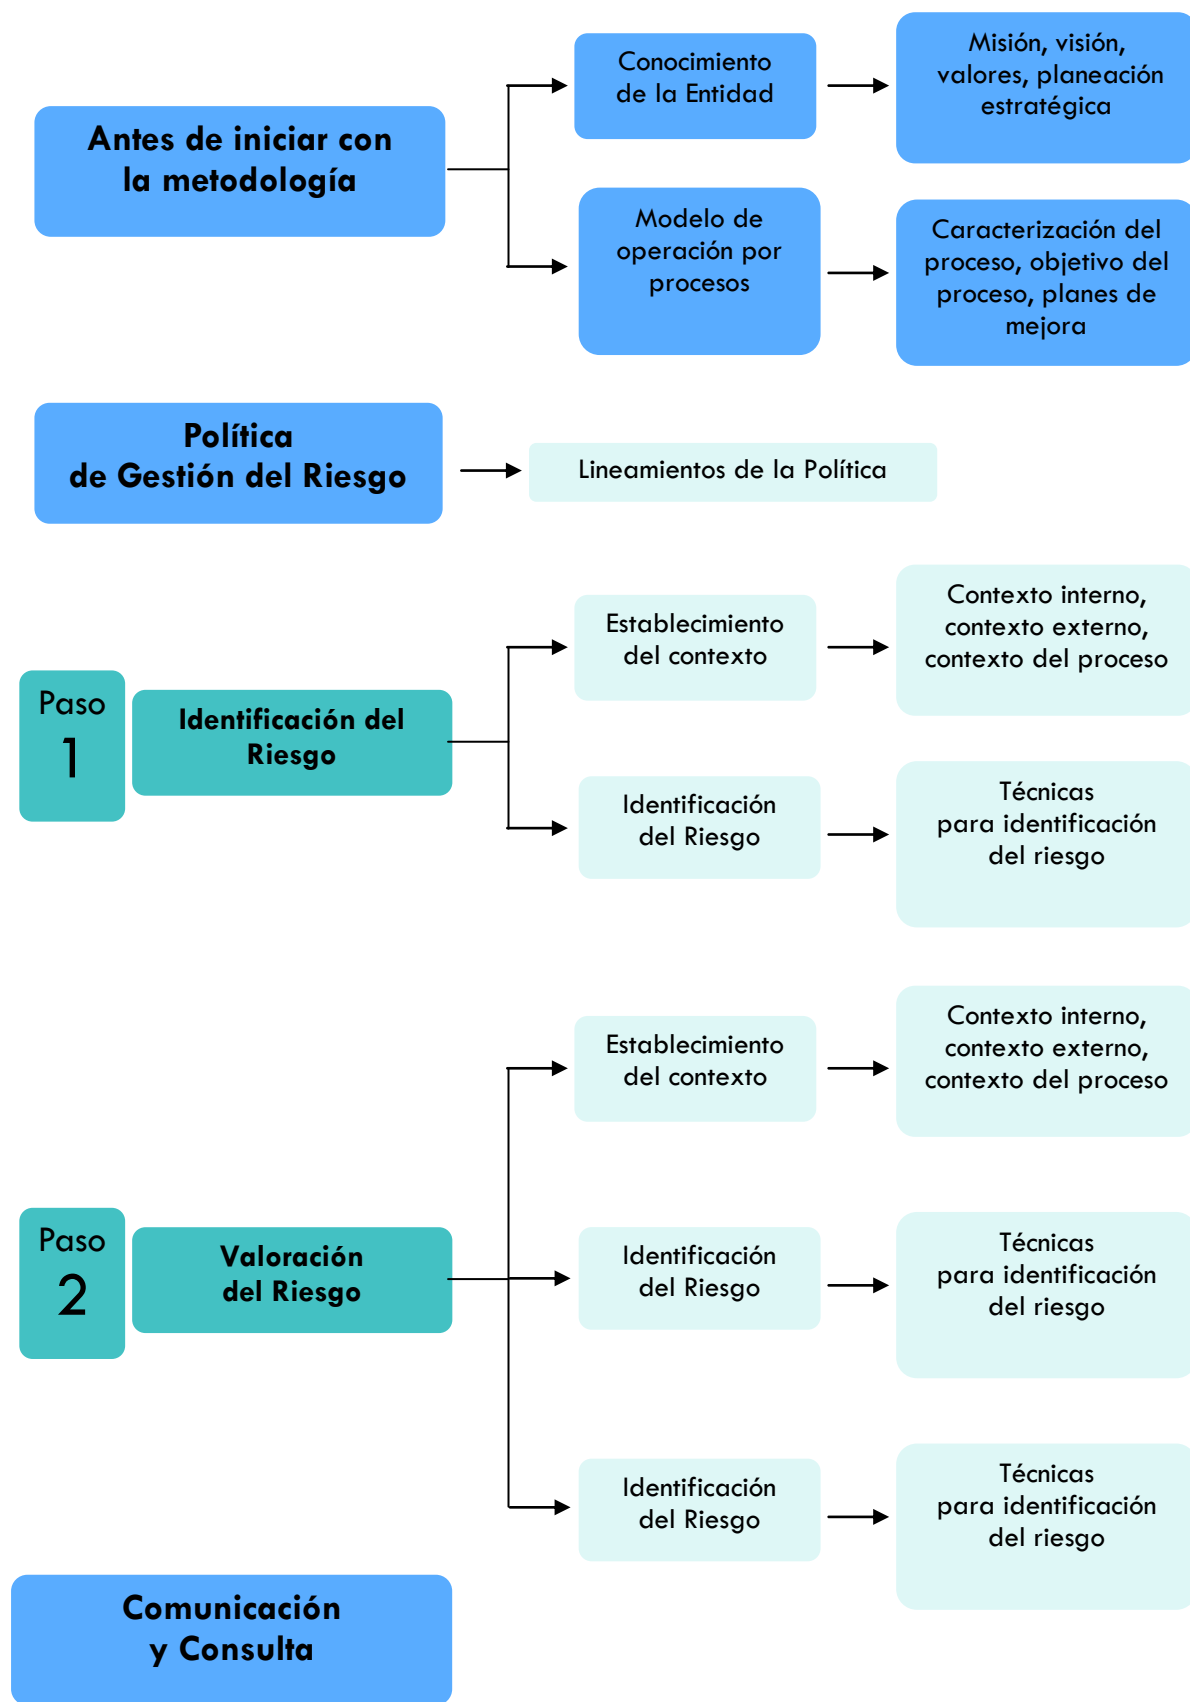 Antes de iniciar con
la metodología
Conocimiento
de la Entidad
Misión, visión,
valores, planeación
estratégica
Modelo de
operación por
procesos
Caracterización del
proceso, objetivo del
proceso, planes de
mejora
Política
de Gestión del Riesgo
Lineamientos de la Política
Paso
1
Identificación del
Riesgo
Establecimiento
del contexto
Contexto interno,
contexto externo,
contexto del proceso
Identificación
del Riesgo
Técnicas
para identificación
del riesgo
Paso
2
Valoración
del Riesgo
Establecimiento
del contexto
Contexto interno,
contexto externo,
contexto del proceso
Identificación
del Riesgo
Técnicas
para identificación
del riesgo
Identificación
del Riesgo
Técnicas
para identificación
del riesgo
Comunicación
y Consulta